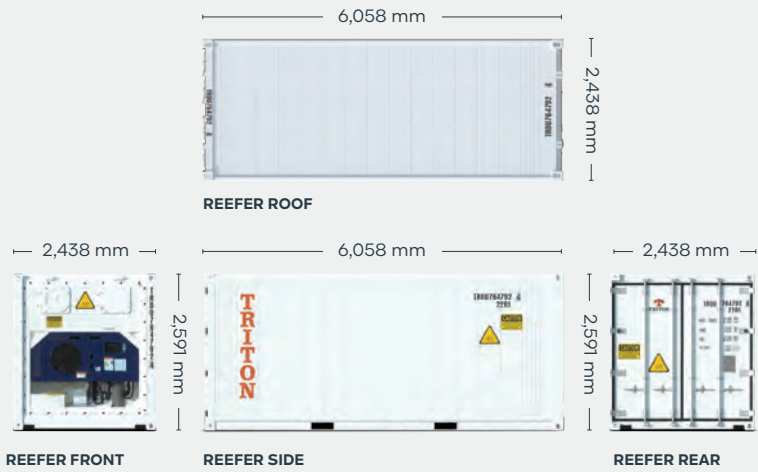 6,058 mm
2,438 mm
REEFER ROOF
2,438 mm
6,058 mm
2,438 mm
2,591 mm
TRITON
2,591 mm
TRITON
REEFER FRONT
REEFER SIDE
REEFER REAR